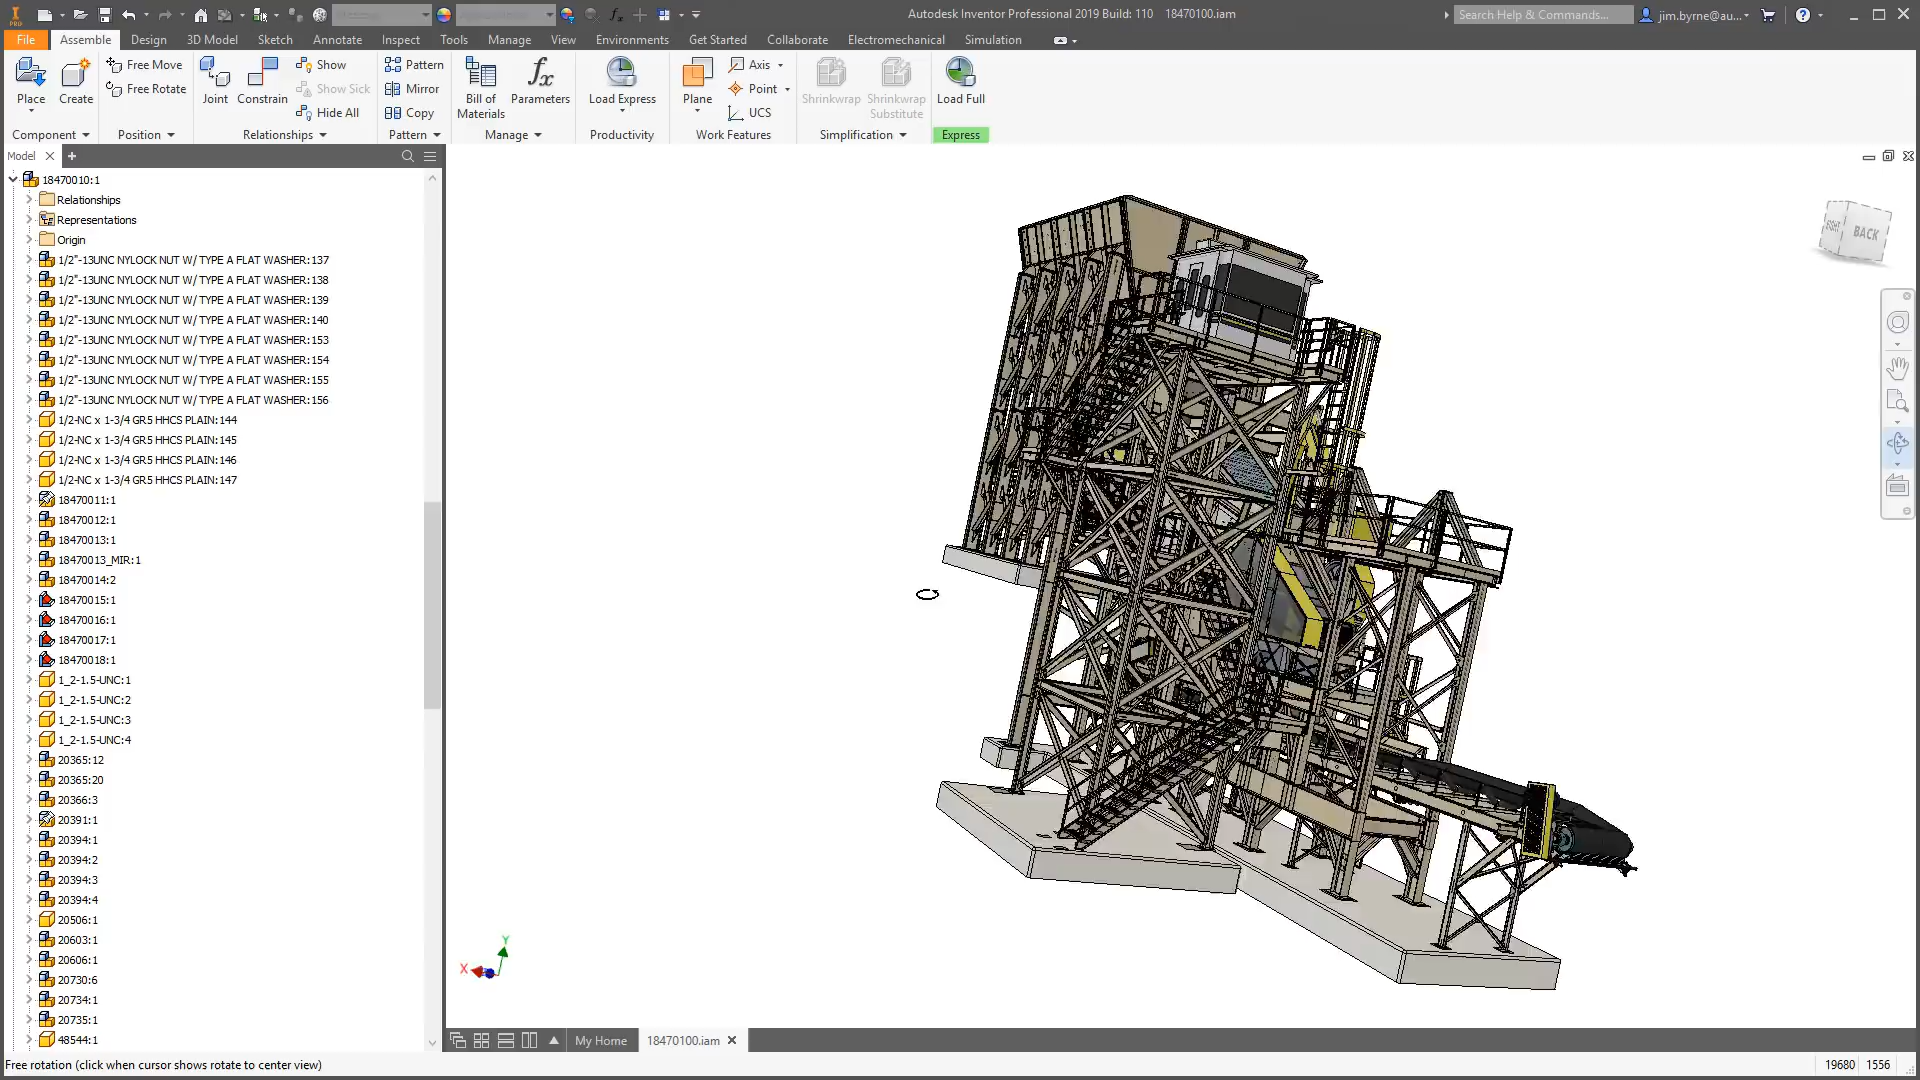 Autodesk Inventor Professional 2019 Build: 110 18470100.iam
Search Help & Commands...
jim.byrne@au...
File Assemble Design 3D Model Sketch Annotate Inspect Tools Manage View Environments Get Started Collaborate Electromechanical Simulation
Place
Create
Component
Free Move
Free Rotate
Position
Joint
Constrain
Show
Show Sick
Hide All
Relationships
Pattern
Mirror
Copy
Pattern
Bill of
Materials
Parameters
Manage
Load Express
Productivity
Plane
Axis
Point
UCS
Work Features
Shrinkwrap
Shrinkwrap
Substitute
Simplification
Load Full
Express
Model
18470010:1
Relationships
Representations
Origin
1/2"-13UNC NYLOCK NUT W/ TYPE A FLAT WASHER:137
1/2"-13UNC NYLOCK NUT W/ TYPE A FLAT WASHER:138
1/2"-13UNC NYLOCK NUT W/ TYPE A FLAT WASHER:139
1/2"-13UNC NYLOCK NUT W/ TYPE A FLAT WASHER:140
1/2"-13UNC NYLOCK NUT W/ TYPE A FLAT WASHER:153
1/2"-13UNC NYLOCK NUT W/ TYPE A FLAT WASHER:154
1/2"-13UNC NYLOCK NUT W/ TYPE A FLAT WASHER:155
1/2"-13UNC NYLOCK NUT W/ TYPE A FLAT WASHER:156
1/2-NC x 1-3/4 GR5 HHCS PLAIN:144
1/2-NC x 1-3/4 GR5 HHCS PLAIN:145
1/2-NC x 1-3/4 GR5 HHCS PLAIN:146
1/2-NC x 1-3/4 GR5 HHCS PLAIN:147
18470011:1
18470012:1
18470013:1
18470013_MIR:1
18470014:2
18470015:1
18470016:1
18470017:1
18470018:1
1_2-1.5-UNC:1
1_2-1.5-UNC:2
1_2-1.5-UNC:3
1_2-1.5-UNC:4
20365:12
20365:20
20366:3
20391:1
20394:1
20394:2
20394:3
20394:4
20506:1
20603:1
20606:1
20730:6
20734:1
20735:1
48544:1
RIGHT
BACK
Y
X
My Home
18470100.iam
Free rotation (click when cursor shows rotate to center view)
19680 1556